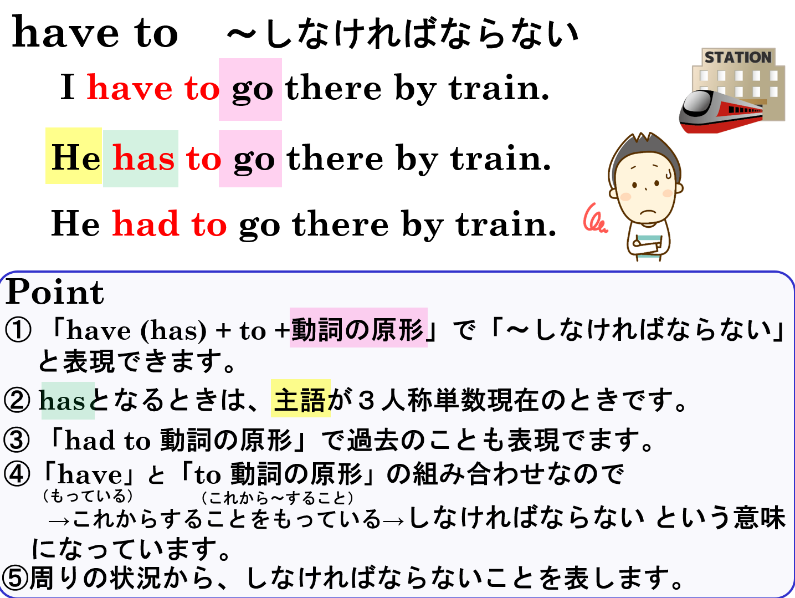 have to ～しなければならない
STATION
I have to go there by train.
He has to go there by train.
He had to go there by train.
Point
① 「have (has) + to +動詞の原形」で「～しなければならない」
と表現できます。
② hasとなるときは、主語が３人称単数現在のときです。
③ 「had to 動詞の原形」で過去のことも表現でます。
④「have」と「to 動詞の原形」の組み合わせなので
（もっている） （これから～すること）
→これからすることをもっている→しなければならない という意味
になっています。
⑤周りの状況から、しなければならないことを表します。